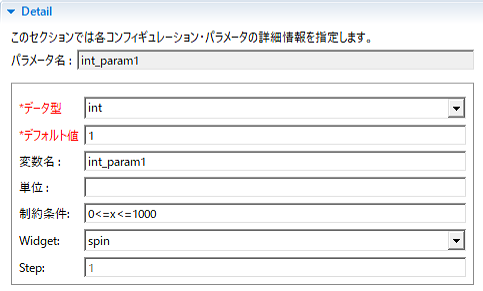 Detail
このセクションでは各コンフィギュレーション・パラメータの詳細情報を指定します。
パラメータ名 : int_param1
*データ型 int
*デフォルト値 1
変数名 : int_param1
単位 :
制約条件: 0<=x<=1000
Widget: spin
Step: 1